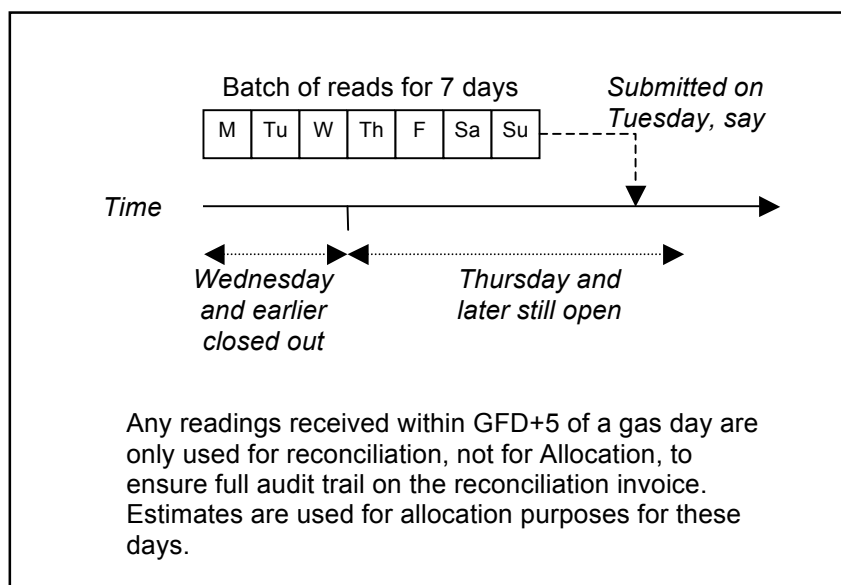 Batch of reads for 7 days
Submitted on
Tuesday, say
M Tu W Th F Sa Su
Time
Wednesday
and earlier
closed out
Thursday and
later still open
Any readings received within GFD+5 of a gas day are
only used for reconciliation, not for Allocation, to
ensure full audit trail on the reconciliation invoice.
Estimates are used for allocation purposes for these
days.